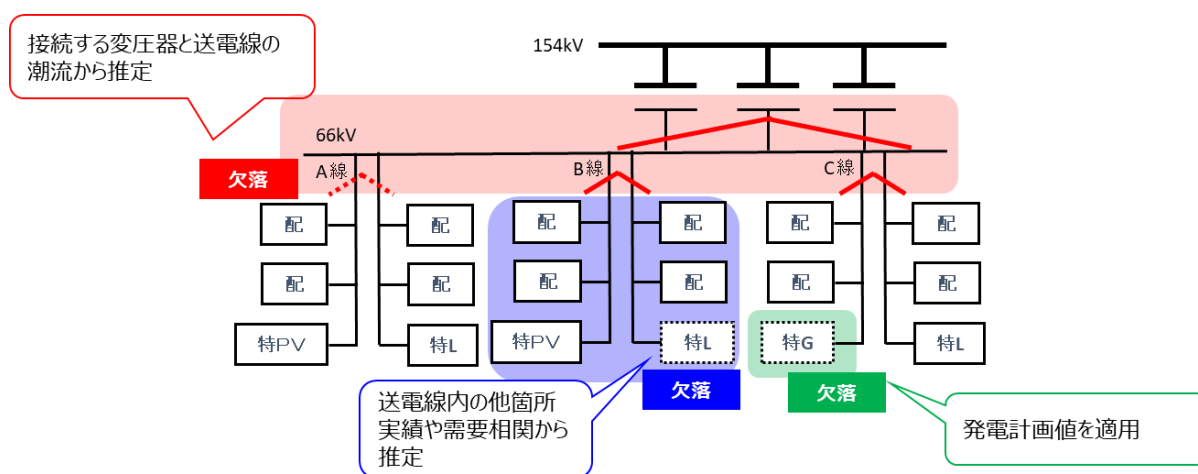 接続する変圧器と送電線の
潮流から推定
154kV
66kV
欠落
A線
B線
C線
配
配
配
配
配
配
配
配
配
配
配
配
特PV
特L
特PV
特L
特G
特L
欠落
欠落
送電線内の他箇所
実績や需要相関から
推定
発電計画値を適用